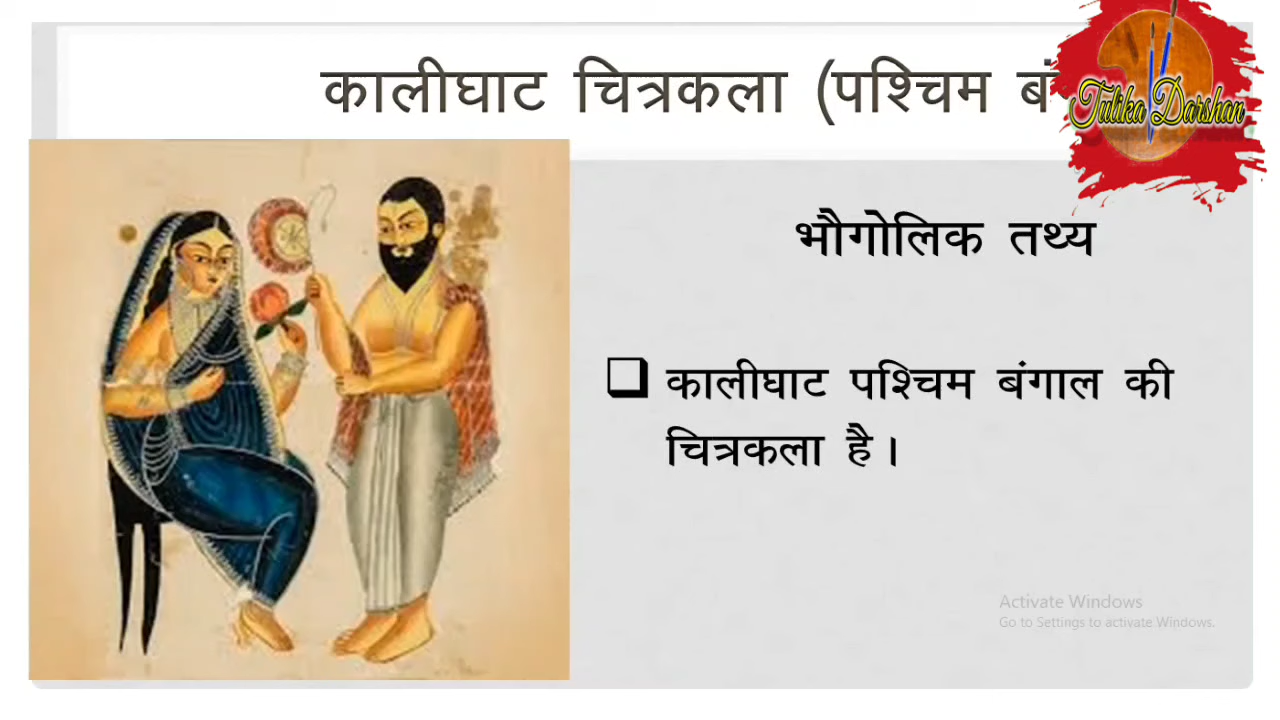 कालीघाट चित्रकला (पश्चिम
Tulika Darshan
भौगोलिक तथ्य
❑ कालीघाट पश्चिम बंगाल की
चित्रकला है।
Activate Windows
Go to Settings to activate Windows.